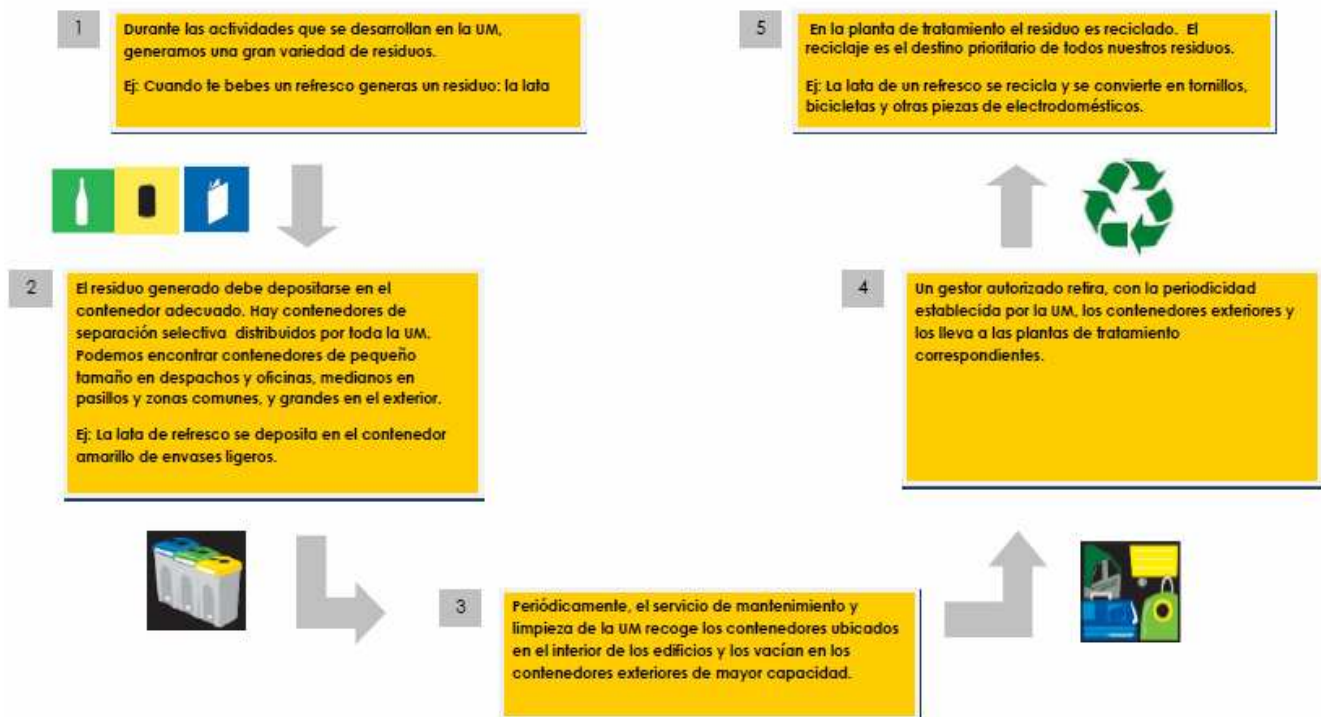 1
Durante las actividades que se desarrollan en la UM,
generamos una gran variedad de residuos.
Ej: Cuando te bebes un refresco generas un residuo: la lata
2
El residuo generado debe depositarse en el
contenedor adecuado. Hay contenedores de
separación selectiva distribuidos por toda la UM.
Podemos encontrar contenedores de pequeño
tamaño en despachos y oficinas, medianos en
pasillos y zonas comunes, y grandes en el exterior.
Ej: La lata de refresco se deposita en el contenedor
amarillo de envases ligeros.
3
Periódicamente, el servicio de mantenimiento y
limpieza de la UM recoge los contenedores ubicados
en el interior de los edificios y los vacían en los
contenedores exteriores de mayor capacidad.
4
Un gestor autorizado retira, con la periodicidad
establecida por la UM, los contenedores exteriores y
los lleva a las plantas de tratamiento
correspondientes.
5
En la planta de tratamiento el residuo es reciclado. El
reciclaje es el destino prioritario de todos nuestros residuos.
Ej: La lata de un refresco se recicla y se convierte en tornillos,
bicicletas y otras piezas de electrodomésticos.